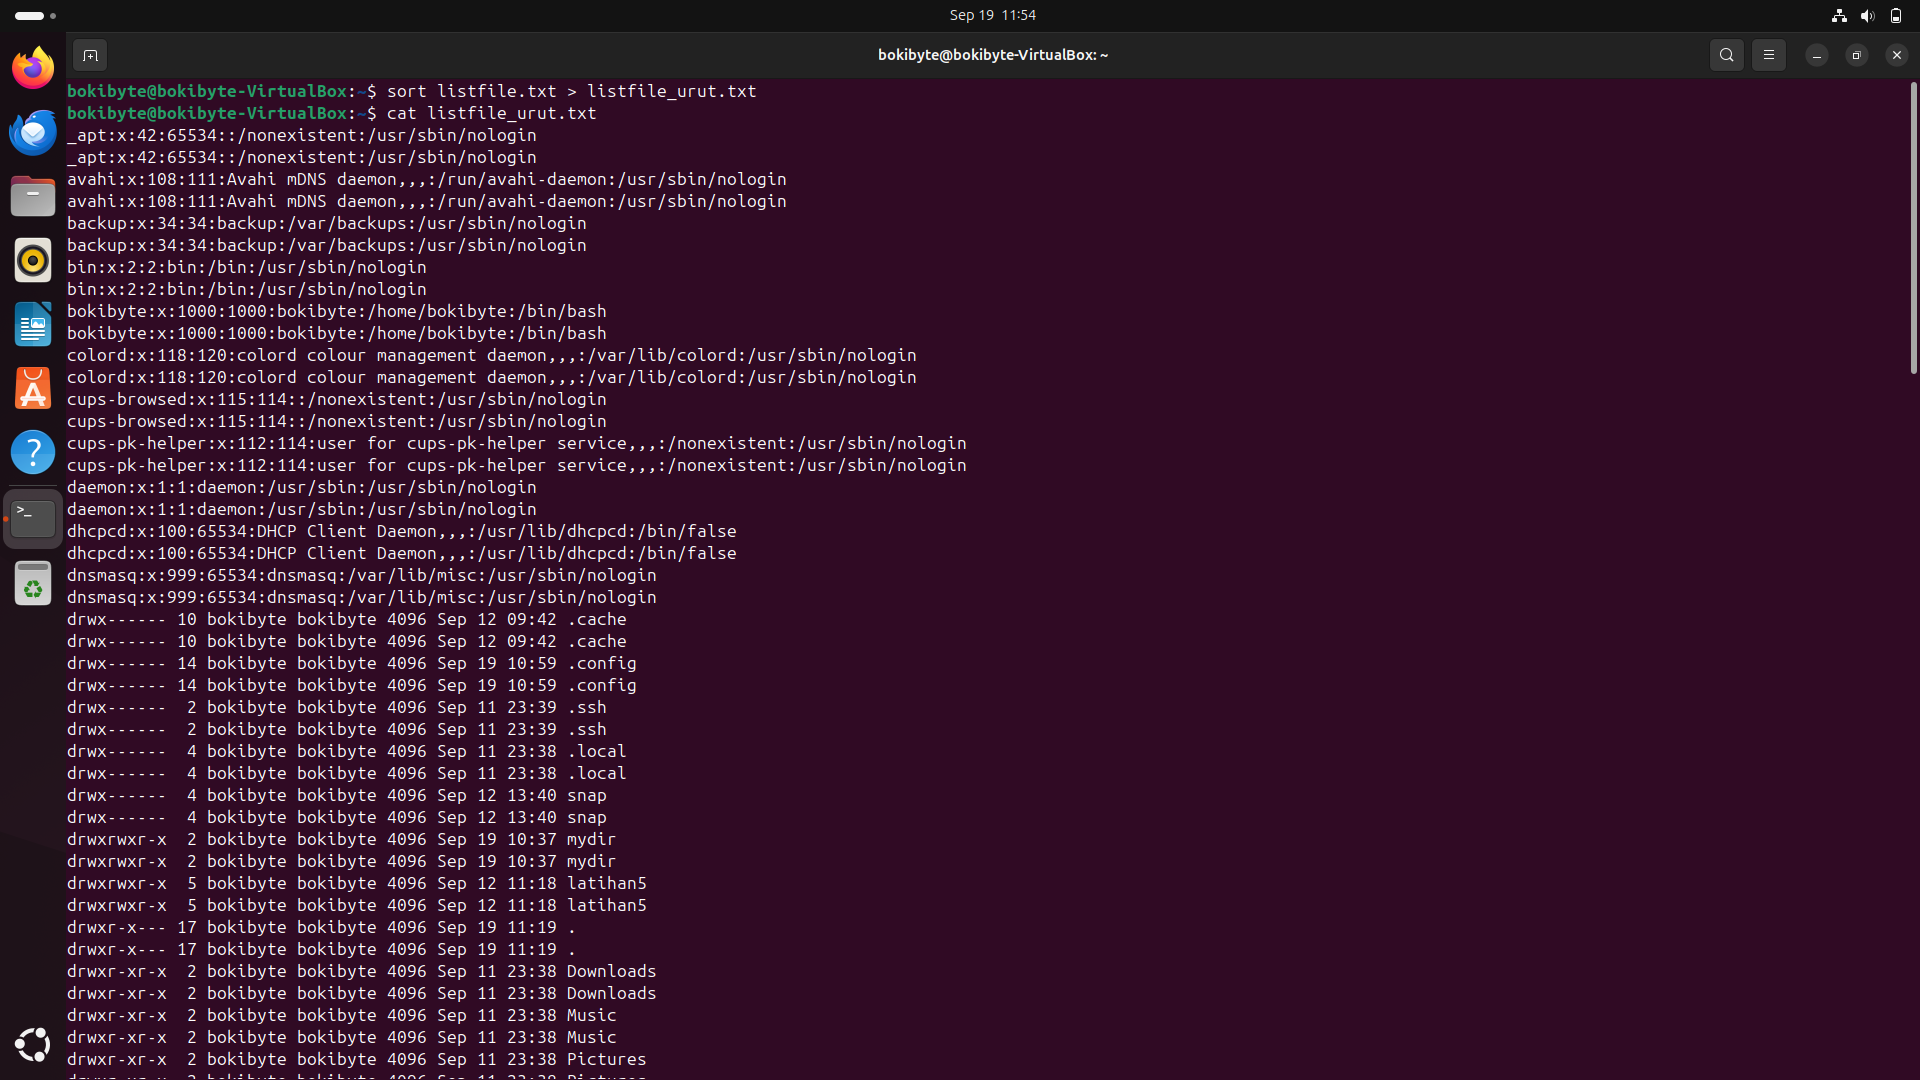 Sep 19 11:54
bokibyte@bokibyte-VirtualBox: ~
bokibyte@bokibyte-VirtualBox:~$ sort listfile.txt > listfile_urut.txt
bokibyte@bokibyte-VirtualBox:~$ cat listfile_urut.txt
_apt:x:42:65534::/nonexistent:/usr/sbin/nologin
_apt:x:42:65534::/nonexistent:/usr/sbin/nologin
avahi:x:108:111:Avahi mDNS daemon,,,:/run/avahi-daemon:/usr/sbin/nologin
avahi:x:108:111:Avahi mDNS daemon,,,:/run/avahi-daemon:/usr/sbin/nologin
backup:x:34:34:backup:/var/backups:/usr/sbin/nologin
backup:x:34:34:backup:/var/backups:/usr/sbin/nologin
bin:x:2:2:bin:/bin:/usr/sbin/nologin
bin:x:2:2:bin:/bin:/usr/sbin/nologin
bokibyte:x:1000:1000:bokibyte:/home/bokibyte:/bin/bash
bokibyte:x:1000:1000:bokibyte:/home/bokibyte:/bin/bash
colord:x:118:120:colord colour management daemon,,,:/var/lib/colord:/usr/sbin/nologin
colord:x:118:120:colord colour management daemon,,,:/var/lib/colord:/usr/sbin/nologin
cups-browsed:x:115:114::/nonexistent:/usr/sbin/nologin
cups-browsed:x:115:114::/nonexistent:/usr/sbin/nologin
cups-pk-helper:x:112:114:user for cups-pk-helper service,,,:/nonexistent:/usr/sbin/nologin
cups-pk-helper:x:112:114:user for cups-pk-helper service,,,:/nonexistent:/usr/sbin/nologin
daemon:x:1:1:daemon:/usr/sbin:/usr/sbin/nologin
daemon:x:1:1:daemon:/usr/sbin:/usr/sbin/nologin
dhcpcd:x:100:65534:DHCP Client Daemon,,,:/usr/lib/dhcpcd:/bin/false
dhcpcd:x:100:65534:DHCP Client Daemon,,,:/usr/lib/dhcpcd:/bin/false
dnsmasq:x:999:65534:dnsmasq:/var/lib/misc:/usr/sbin/nologin
dnsmasq:x:999:65534:dnsmasq:/var/lib/misc:/usr/sbin/nologin
drwx------ 10 bokibyte bokibyte 4096 Sep 12 09:42 .cache
drwx------ 10 bokibyte bokibyte 4096 Sep 12 09:42 .cache
drwx------ 14 bokibyte bokibyte 4096 Sep 19 10:59 .config
drwx------ 14 bokibyte bokibyte 4096 Sep 19 10:59 .config
drwx------  2 bokibyte bokibyte 4096 Sep 11 23:39 .ssh
drwx------  2 bokibyte bokibyte 4096 Sep 11 23:39 .ssh
drwx------  4 bokibyte bokibyte 4096 Sep 11 23:38 .local
drwx------  4 bokibyte bokibyte 4096 Sep 11 23:38 .local
drwx------  4 bokibyte bokibyte 4096 Sep 12 13:40 snap
drwx------  4 bokibyte bokibyte 4096 Sep 12 13:40 snap
drwxrwxr-x  2 bokibyte bokibyte 4096 Sep 19 10:37 mydir
drwxrwxr-x  2 bokibyte bokibyte 4096 Sep 19 10:37 mydir
drwxrwxr-x  5 bokibyte bokibyte 4096 Sep 12 11:18 latihan5
drwxrwxr-x  5 bokibyte bokibyte 4096 Sep 12 11:18 latihan5
drwxr-x--- 17 bokibyte bokibyte 4096 Sep 19 11:19 .
drwxr-x--- 17 bokibyte bokibyte 4096 Sep 19 11:19 .
drwxr-xr-x  2 bokibyte bokibyte 4096 Sep 11 23:38 Downloads
drwxr-xr-x  2 bokibyte bokibyte 4096 Sep 11 23:38 Downloads
drwxr-xr-x  2 bokibyte bokibyte 4096 Sep 11 23:38 Music
drwxr-xr-x  2 bokibyte bokibyte 4096 Sep 11 23:38 Music
drwxr-xr-x  2 bokibyte bokibyte 4096 Sep 11 23:38 Pictures